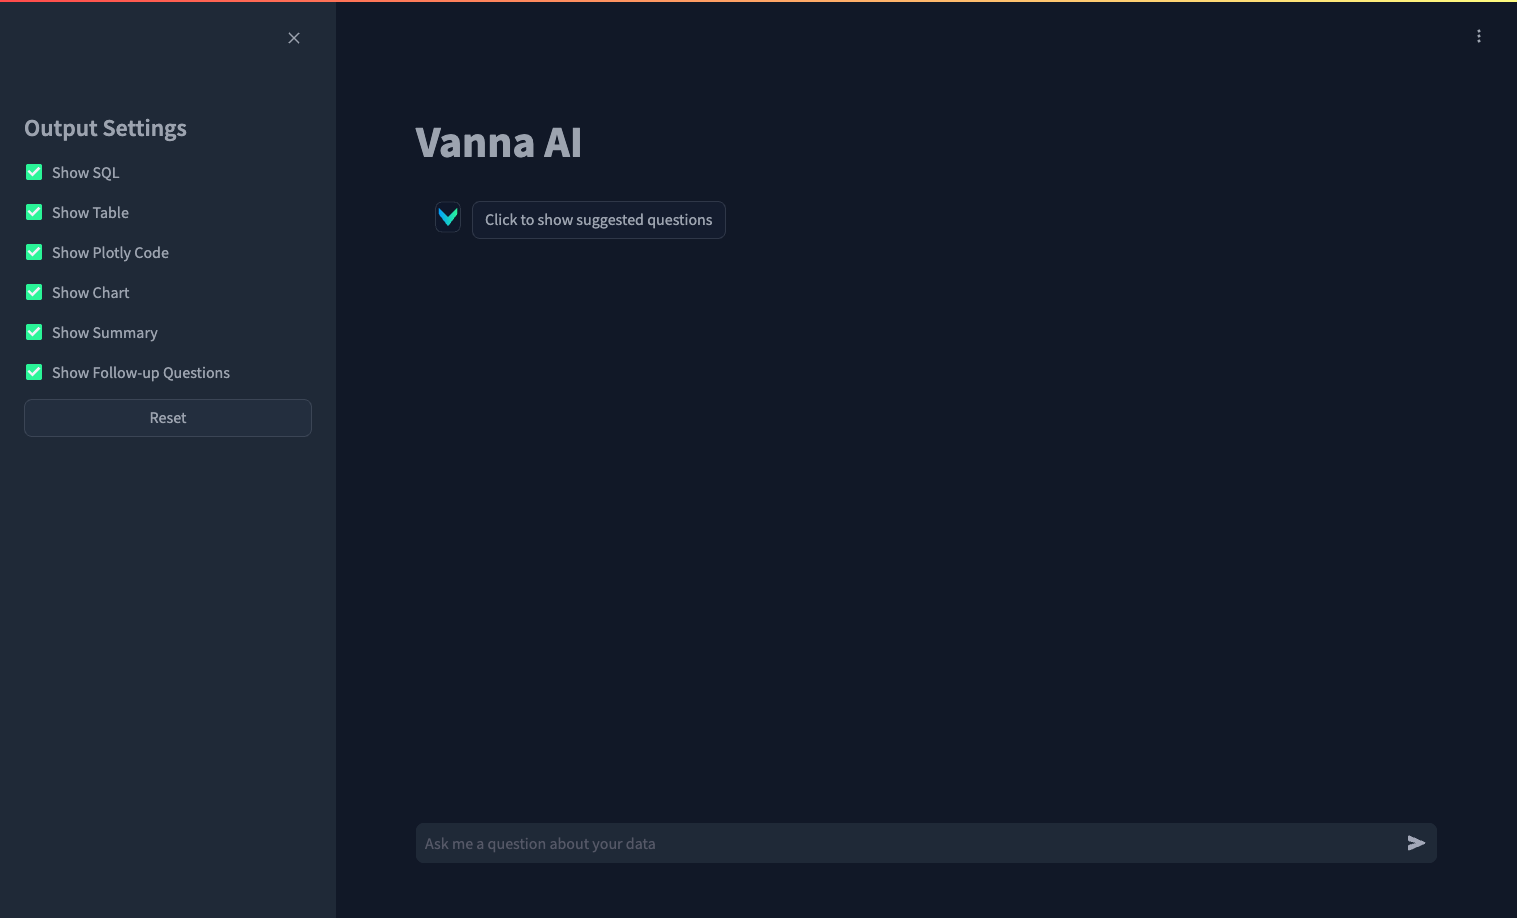 Output Settings
Show SQL
Show Table
Show Plotly Code
Show Chart
Show Summary
Show Follow-up Questions
Reset
Vanna AI
Click to show suggested questions
Ask me a question about your data